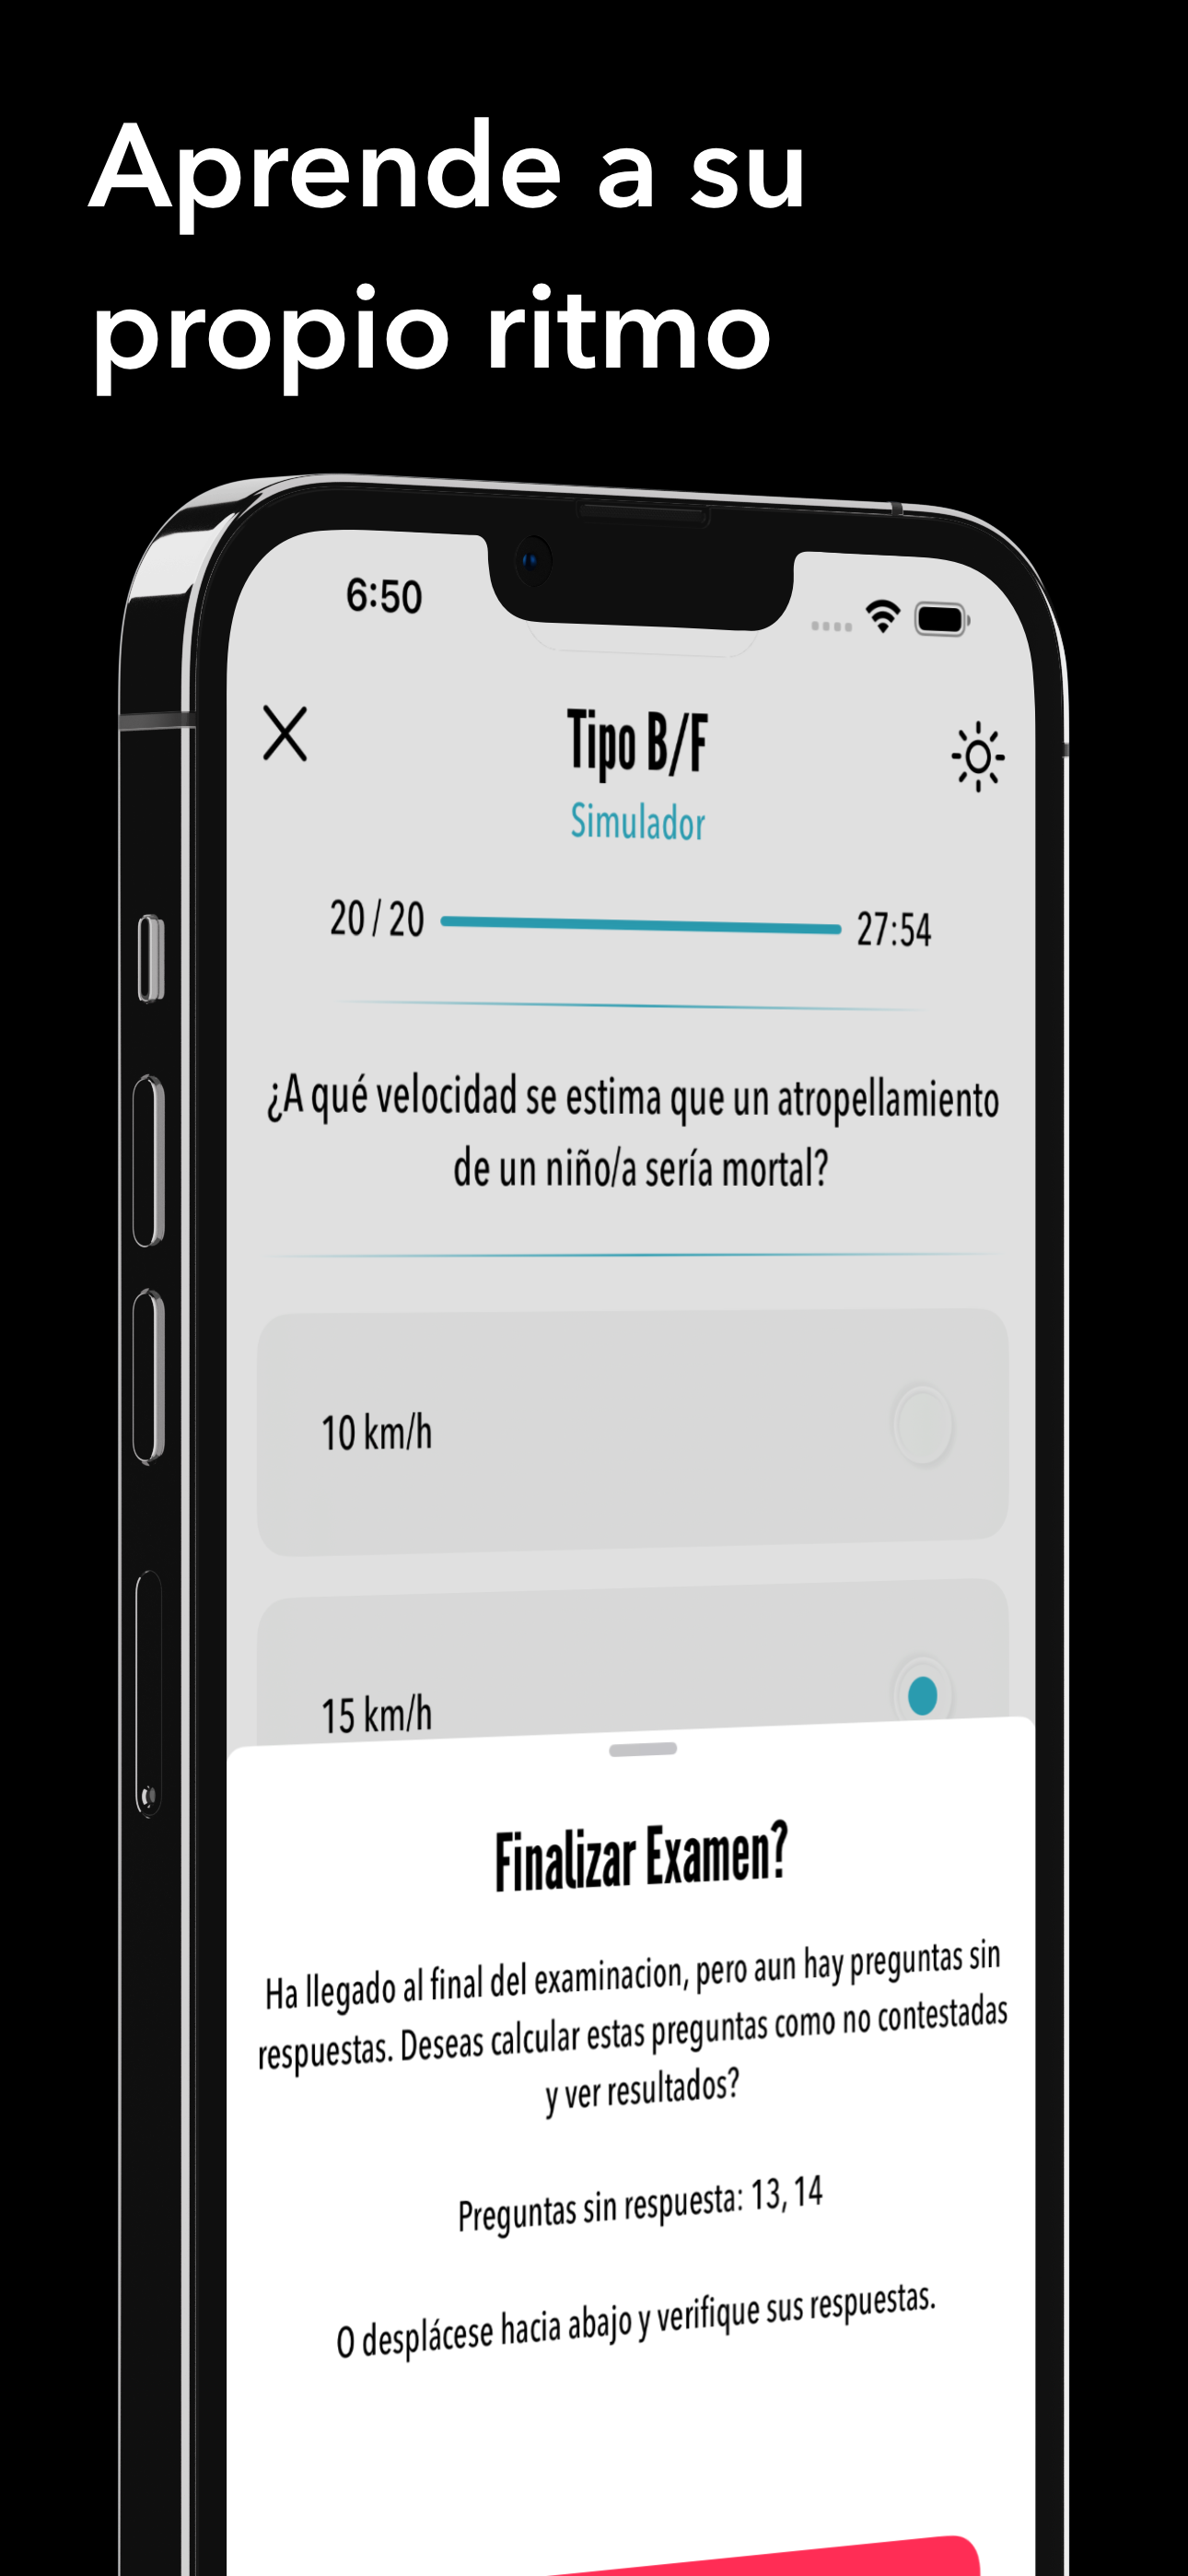 Aprende a su
propio ritmo
6:50
Tipo B/F
Simulador
20 / 20
27:54
¿A qué velocidad se estima que un atropellamiento
de un niño/a sería mortal?
10 km/h
15 km/h
Finalizar Examen?
Ha llegado al final del examinacion, pero aun hay preguntas sin
respuestas. Deseas calcular estas preguntas como no contestadas
y ver resultados?
Preguntas sin respuesta: 13, 14
O desplácese hacia abajo y verifique sus respuestas.